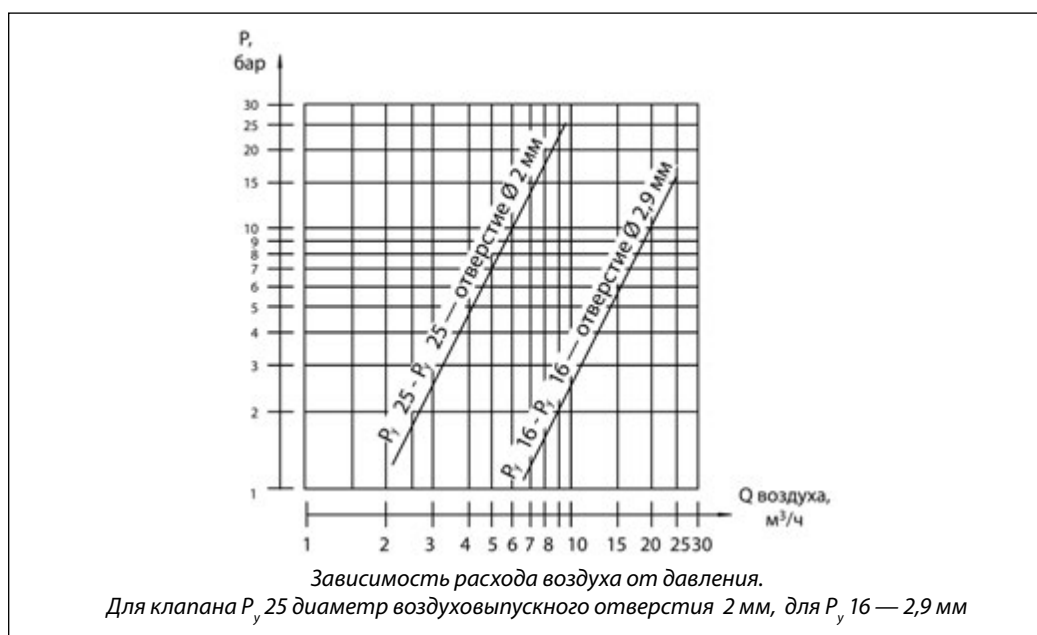 P,
бар
30
25
20
15
10
9
8
7
6
5
4
3
2
1
Pу 25 - Pу 25 — отверстие Ø 2 мм
Pу 16 - Pу 16 — отверстие Ø 2,9 мм
Q воздуха,
м³/ч
1 2 3 4 5 6 7 8 10 15 20 25 30
Зависимость расхода воздуха от давления.
Для клапана Pу 25 диаметр воздуховыпускного отверстия 2 мм, для Pу 16 — 2,9 мм